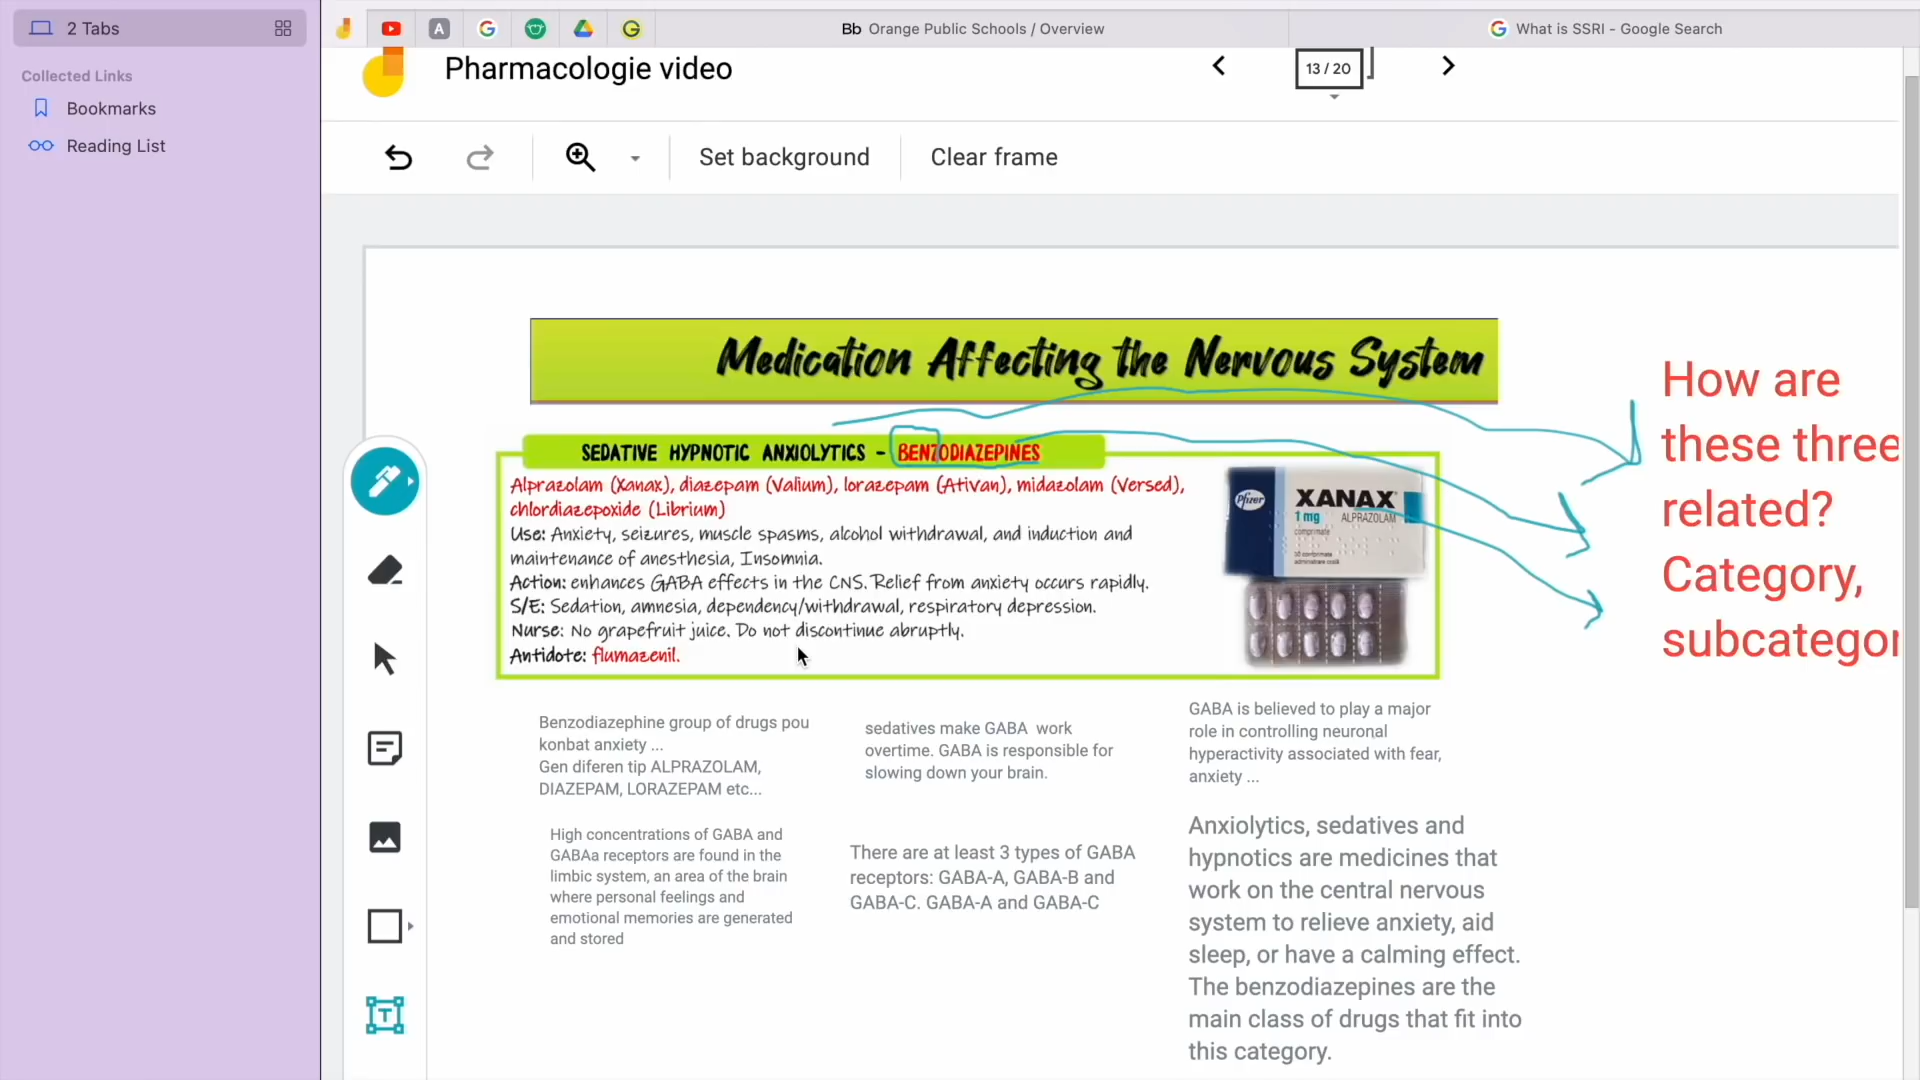 2 Tabs
Collected Links
Bookmarks
Reading List
A
G
Bb Orange Public Schools / Overview
What is SSRI - Google Search
Pharmacologie video
13 / 20
Set background
Clear frame
Medication Affecting the Nervous System
SEDATIVE HYPNOTIC ANXIOLYTICS - BENZODIAZEPINES
Alprazolam (Xanax), diazepam (Valium), lorazepam (Ativan), midazolam (Versed),
chlordiazepoxide (Librium)
Use: Anxiety, seizures, muscle spasms, alcohol withdrawal, and induction and
maintenance of anesthesia, Insomnia.
Action: enhances GABA effects in the CNS. Relief from anxiety occurs rapidly.
S/E: Sedation, amnesia, dependency/withdrawal, respiratory depression.
Nurse: No grapefruit juice. Do not discontinue abruptly.
Antidote: flumazenil.
Pfizer
XANAX
1 mg
ALPRAZOLAM
comprimate
30 comprimate
How are
these three
related?
Category,
subcategor
Benzodiazephine group of drugs pou
konbat anxiety ...
Gen diferen tip ALPRAZOLAM,
DIAZEPAM, LORAZEPAM etc...
sedatives make GABA work
overtime. GABA is responsible for
slowing down your brain.
GABA is believed to play a major
role in controlling neuronal
hyperactivity associated with fear,
anxiety ...
High concentrations of GABA and
GABAa receptors are found in the
limbic system, an area of the brain
where personal feelings and
emotional memories are generated
and stored
There are at least 3 types of GABA
receptors: GABA-A, GABA-B and
GABA-C. GABA-A and GABA-C
Anxiolytics, sedatives and
hypnotics are medicines that
work on the central nervous
system to relieve anxiety, aid
sleep, or have a calming effect.
The benzodiazepines are the
main class of drugs that fit into
this category.